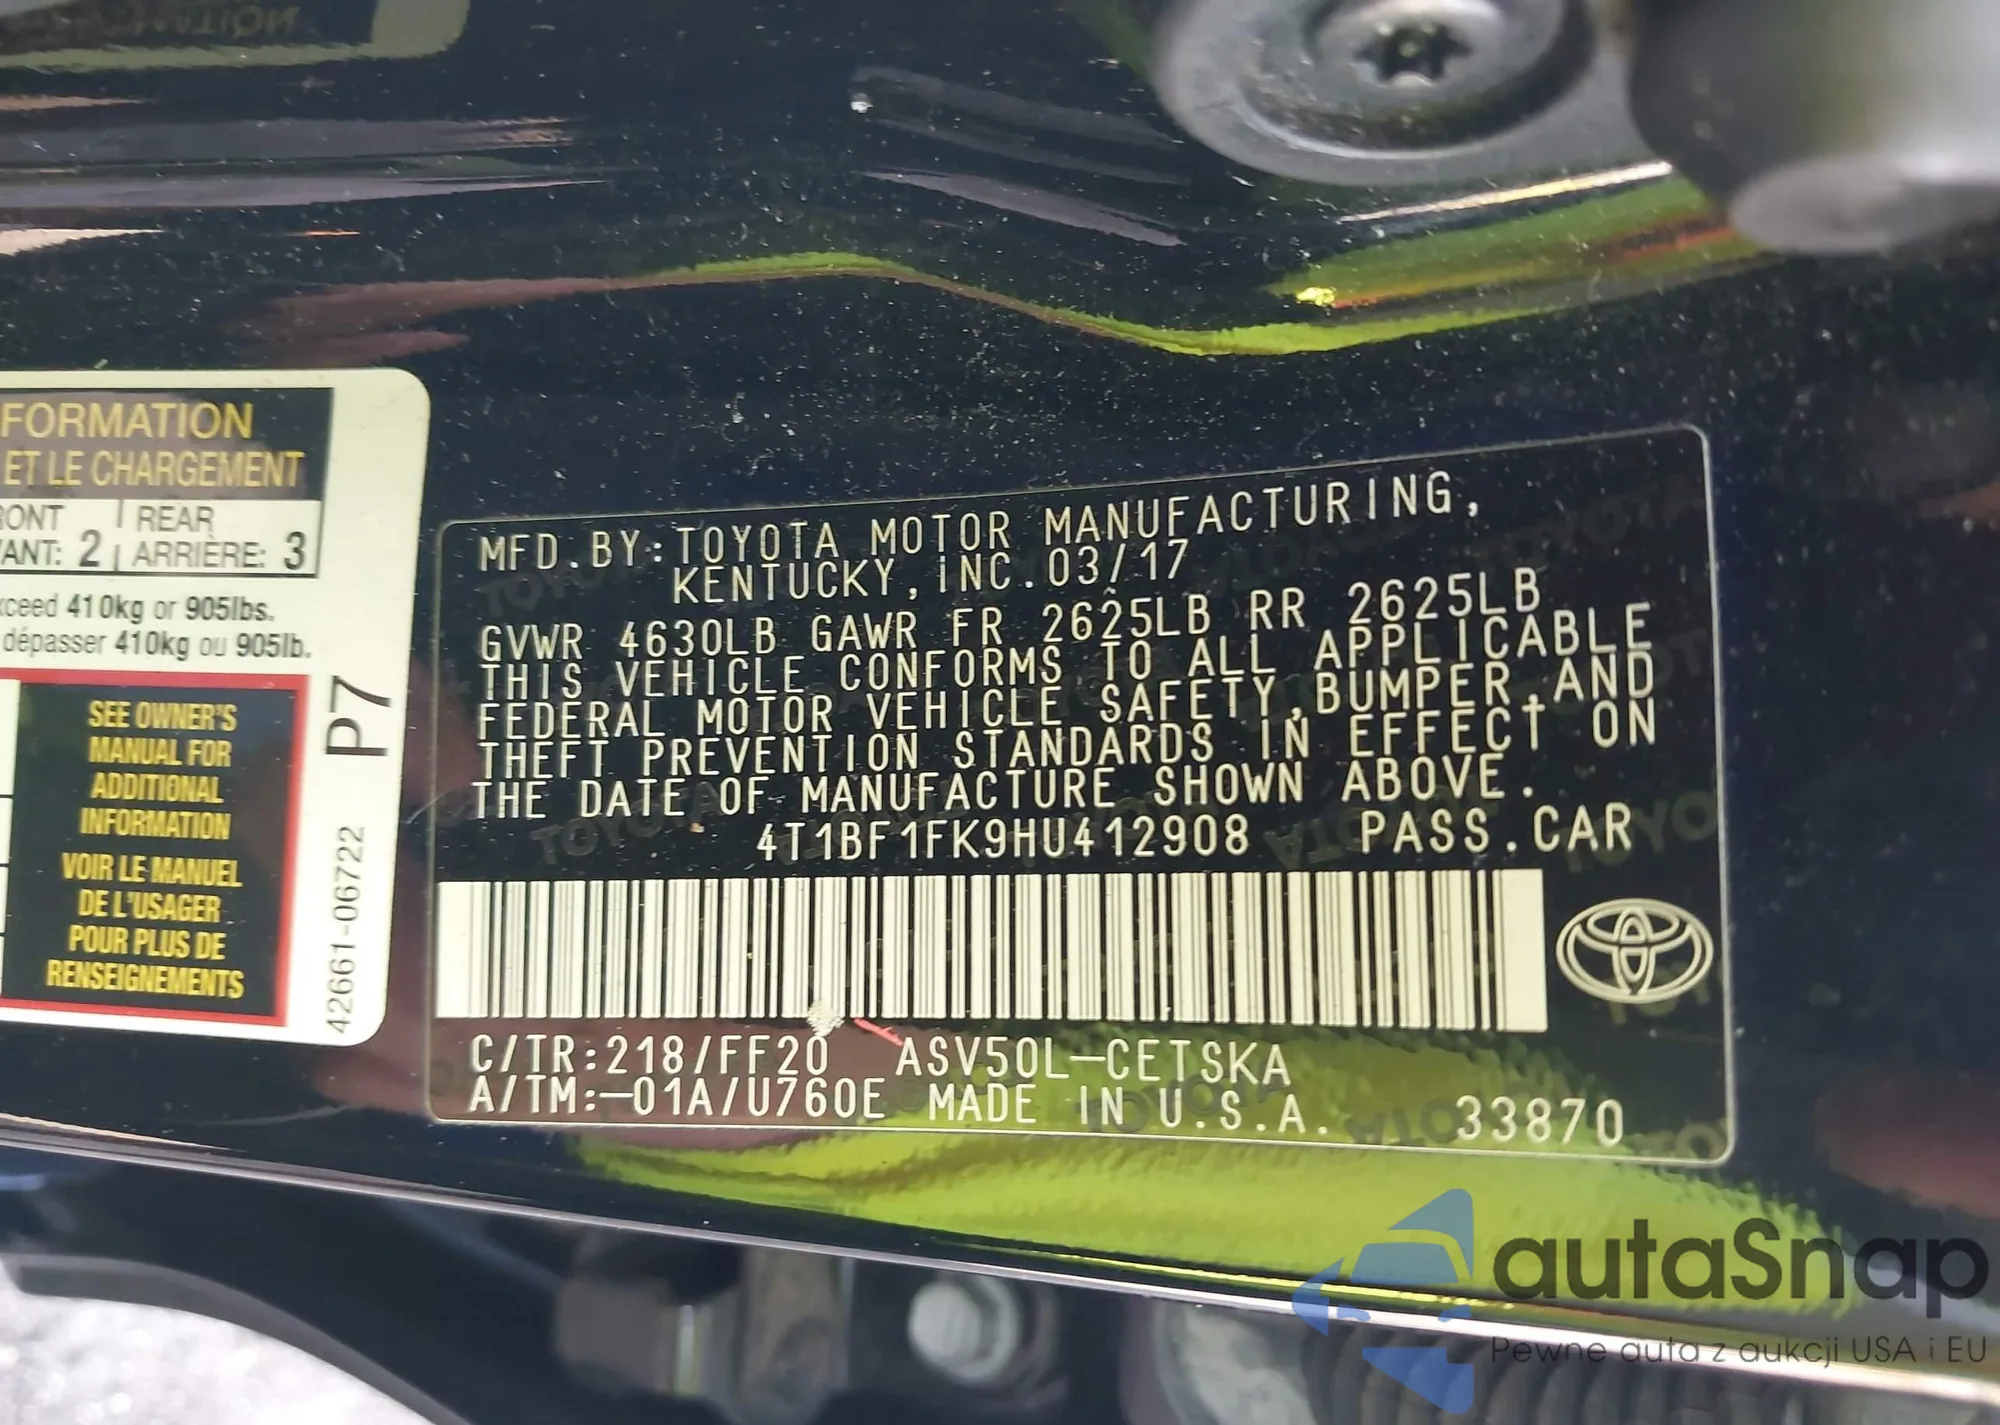 FORMATION
ET LE CHARGEMENT
RONT | REAR
ANT: 2 | ARRIÈRE: 3
xceed 410kg or 905lbs.
dépasser 410kg ou 905lb.
SEE OWNER'S
MANUAL FOR
ADDITIONAL
INFORMATION
VOIR LE MANUEL
DE L'USAGER
POUR PLUS DE
RENSEIGNEMENTS
P7
42661-06722
MFD.BY:TOYOTA MOTOR MANUFACTURING,
KENTUCKY,INC.03/17
GVWR 4630LB GAWR FR 2625LB RR 2625LB
THIS VEHICLE CONFORMS TO ALL APPLICABLE
FEDERAL MOTOR VEHICLE SAFETY,BUMPER,AND
THEFT PREVENTION STANDARDS IN EFFECT ON
THE DATE OF MANUFACTURE SHOWN ABOVE.
4T1BF1FK9HU412908 PASS.CAR
C/TR:218/FF20 ASV50L-CETSKA
A/TM:-01A/U760E MADE IN U.S.A. 33870
autaSnap
Pewne auta z aukcji USA i EU